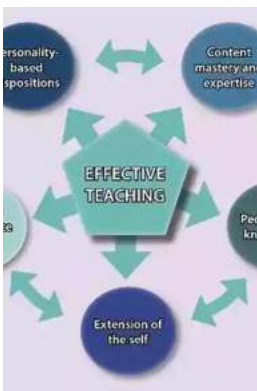 ersonality-
based
spositions
Content
mastery and
expertise
EFFECTIVE
TEACHING
Extension of
the self